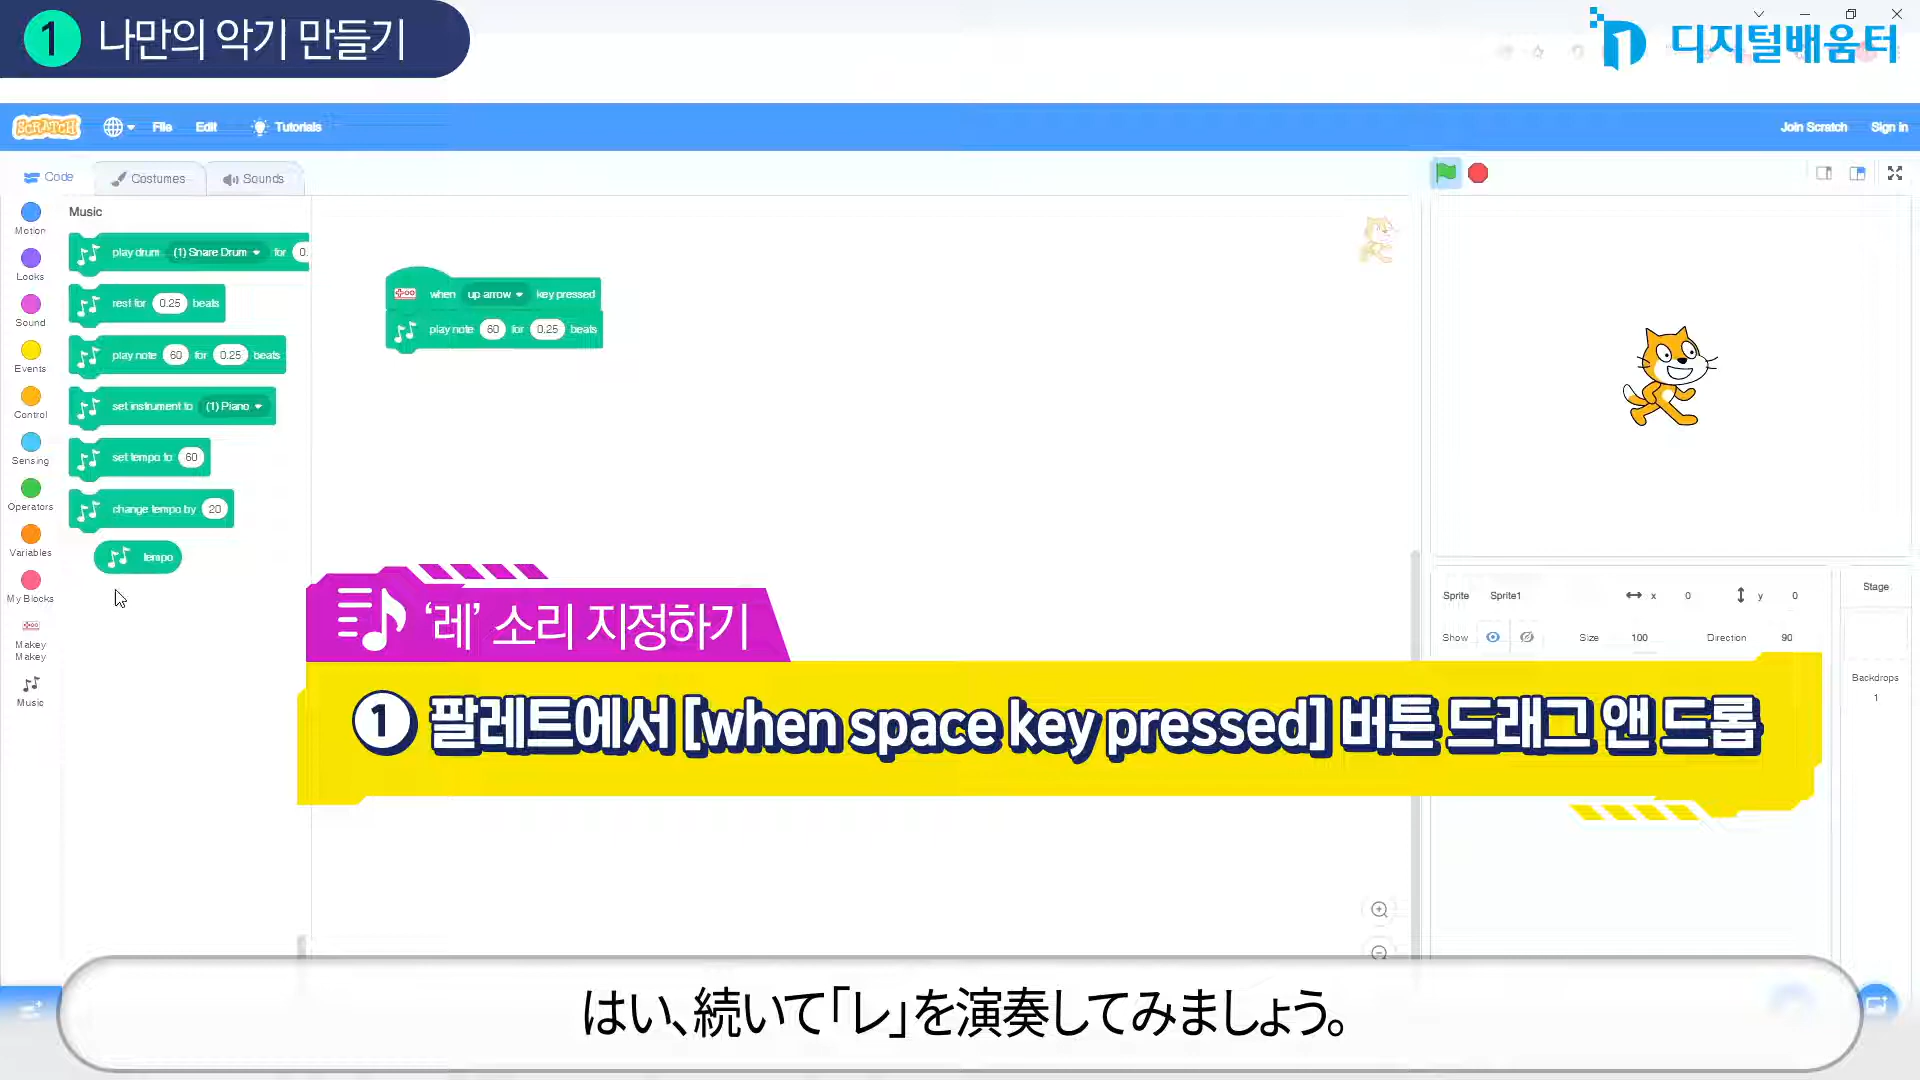 1 나만의 악기 만들기
디지털배움터
SCRATCH File Edit Tutorials Join Scratch Sign in
Code Costumes Sounds
Motion
Looks
Sound
Events
Control
Sensing
Operators
Variables
My Blocks
Makey Makey
Music
Music
play drum (1) Snare Drum for 0.
rest for 0.25 beats
play note 60 for 0.25 beats
set instrument to (1) Piano
set tempo to 60
change tempo by 20
tempo
when up arrow key pressed
play note 60 for 0.25 beats
Sprite Sprite1 x 0 y 0
Show Size 100 Direction 90
Stage
Backdrops
1
‘레’ 소리 지정하기
1 팔레트에서 [when space key pressed] 버튼 드래그 앤 드롭
はい、続いて「レ」を演奏してみましょう。